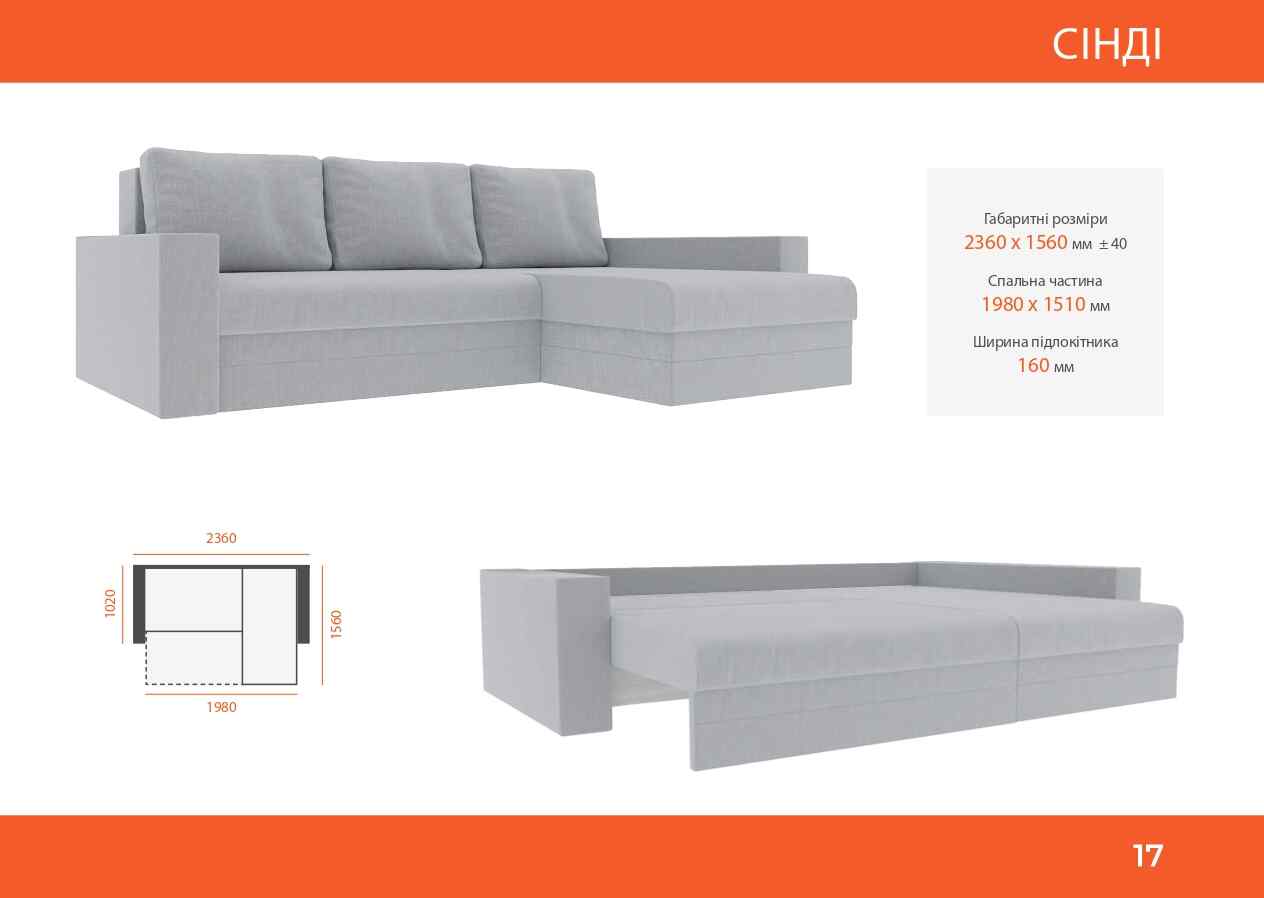 СІНДІ
Габаритні розміри
2360 x 1560 мм ± 40
Спальна частина
1980 x 1510 мм
Ширина підлокітника
160 мм
2360
1020
1560
1980
17